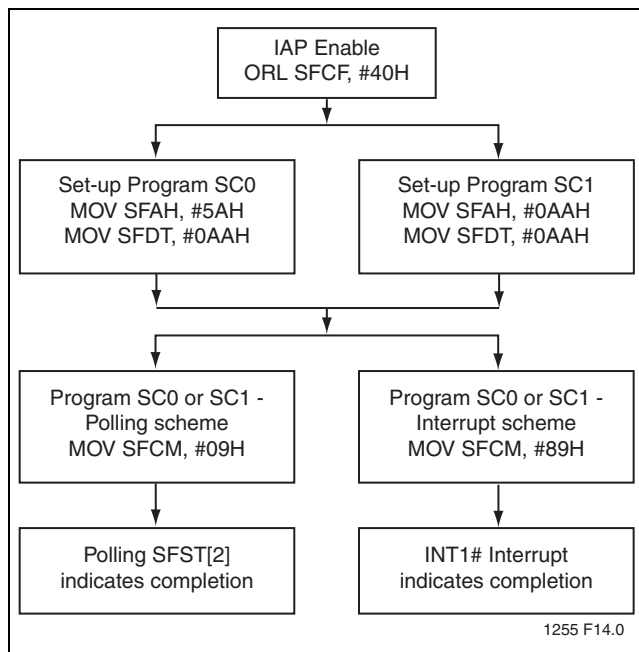 IAP Enable
ORL SFCF, #40H
Set-up Program SC0
MOV SFAH, #5AH
MOV SFDT, #0AAH
Set-up Program SC1
MOV SFAH, #0AAH
MOV SFDT, #0AAH
Program SC0 or SC1 -
Polling scheme
MOV SFCM, #09H
Program SC0 or SC1 -
Interrupt scheme
MOV SFCM, #89H
Polling SFST[2]
indicates completion
INT1# Interrupt
indicates completion
1255 F14.0